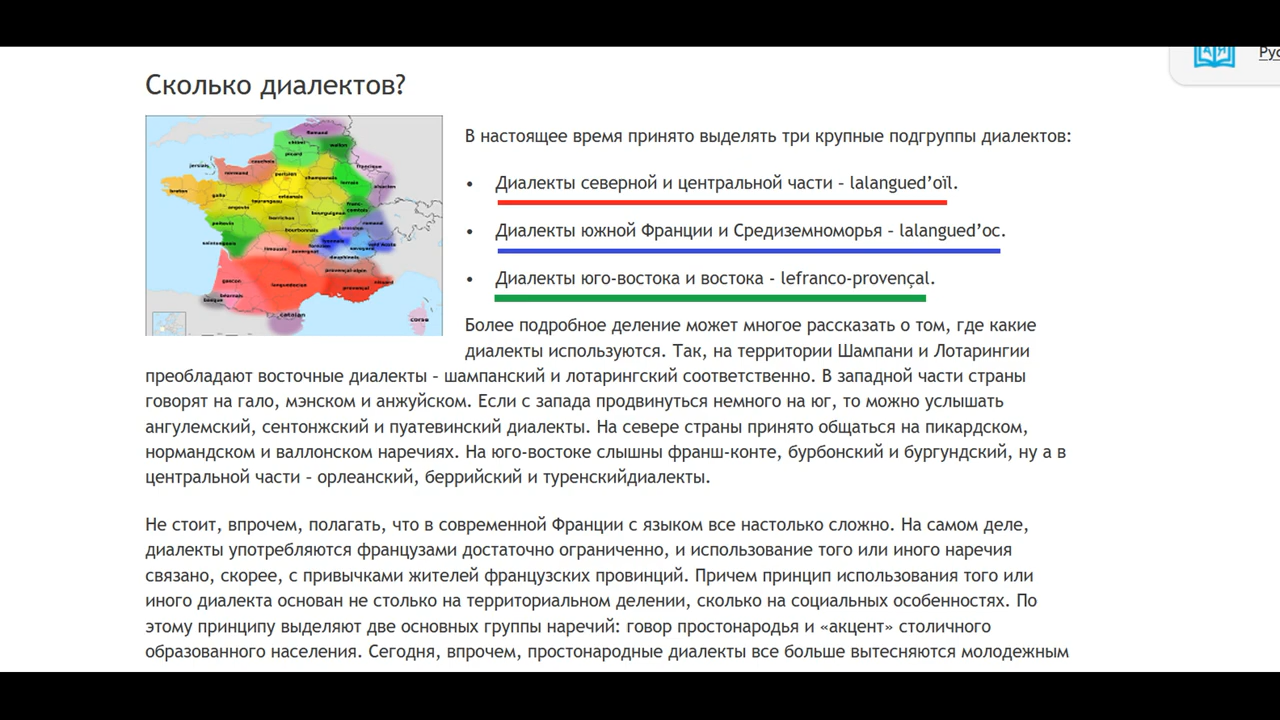 Рус
Сколько диалектов?
В настоящее время принято выделять три крупные подгруппы диалектов:
• Диалекты северной и центральной части – lalangued’oïl.
• Диалекты южной Франции и Средиземноморья – lalangued’oc.
• Диалекты юго-востока и востока - lefranco-provençal.
Более подробное деление может многое рассказать о том, где какие
диалекты используются. Так, на территории Шампани и Лотарингии
преобладают восточные диалекты – шампанский и лотарингский соответственно. В западной части страны
говорят на гало, мэнском и анжуйском. Если с запада продвинуться немного на юг, то можно услышать
ангулемский, сентонжский и пуатевинский диалекты. На севере страны принято общаться на пикардском,
нормандском и валлонском наречиях. На юго-востоке слышны франш-конте, бурбонский и бургундский, ну а в
центральной части – орлеанский, беррийский и туренскийдиалекты.
Не стоит, впрочем, полагать, что в современной Франции с языком все настолько сложно. На самом деле,
диалекты употребляются французами достаточно ограниченно, и использование того или иного наречия
связано, скорее, с привычками жителей французских провинций. Причем принцип использования того или
иного диалекта основан не столько на территориальном делении, сколько на социальных особенностях. По
этому принципу выделяют две основных группы наречий: говор простонародья и «акцент» столичного
образованного населения. Сегодня, впрочем, простонародные диалекты все больше вытесняются молодежным